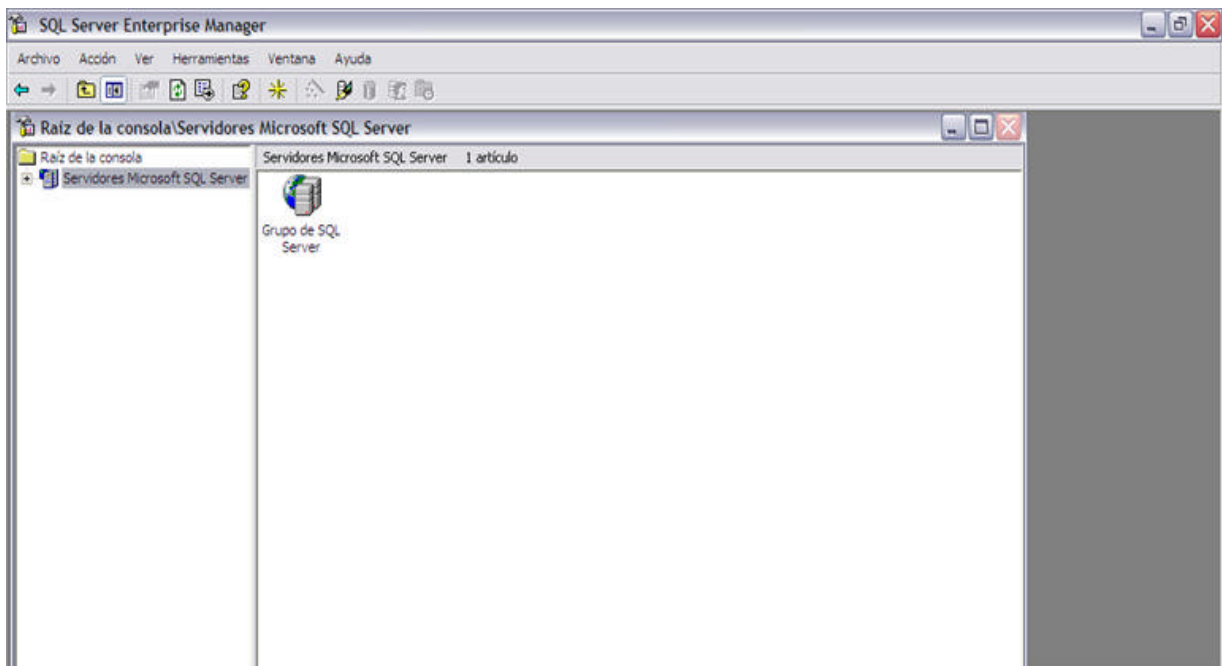 SQL Server Enterprise Manager
Archivo Acción Ver Herramientas Ventana Ayuda
Raíz de la consola\Servidores Microsoft SQL Server
Raíz de la consola
Servidores Microsoft SQL Server
Servidores Microsoft SQL Server 1 artículo
Grupo de SQL
Server